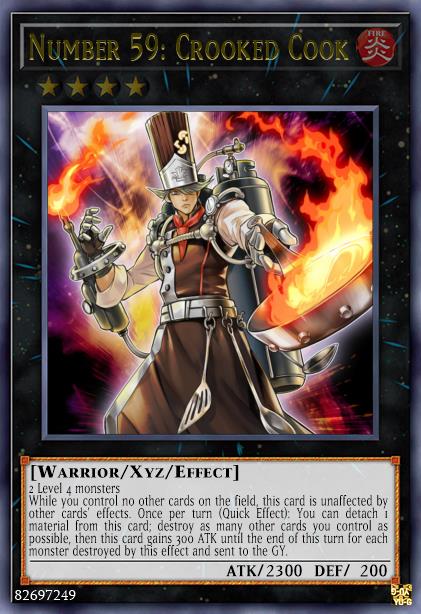 Number 59: Crooked Cook
FIRE
炎
[Warrior/Xyz/Effect]
2 Level 4 monsters
While you control no other cards on the field, this card is unaffected by
other cards' effects. Once per turn (Quick Effect): You can detach 1
material from this card; destroy as many other cards you control as
possible, then this card gains 300 ATK until the end of this turn for each
monster destroyed by this effect and sent to the GY.
ATK/2300 DEF/ 200
82697249